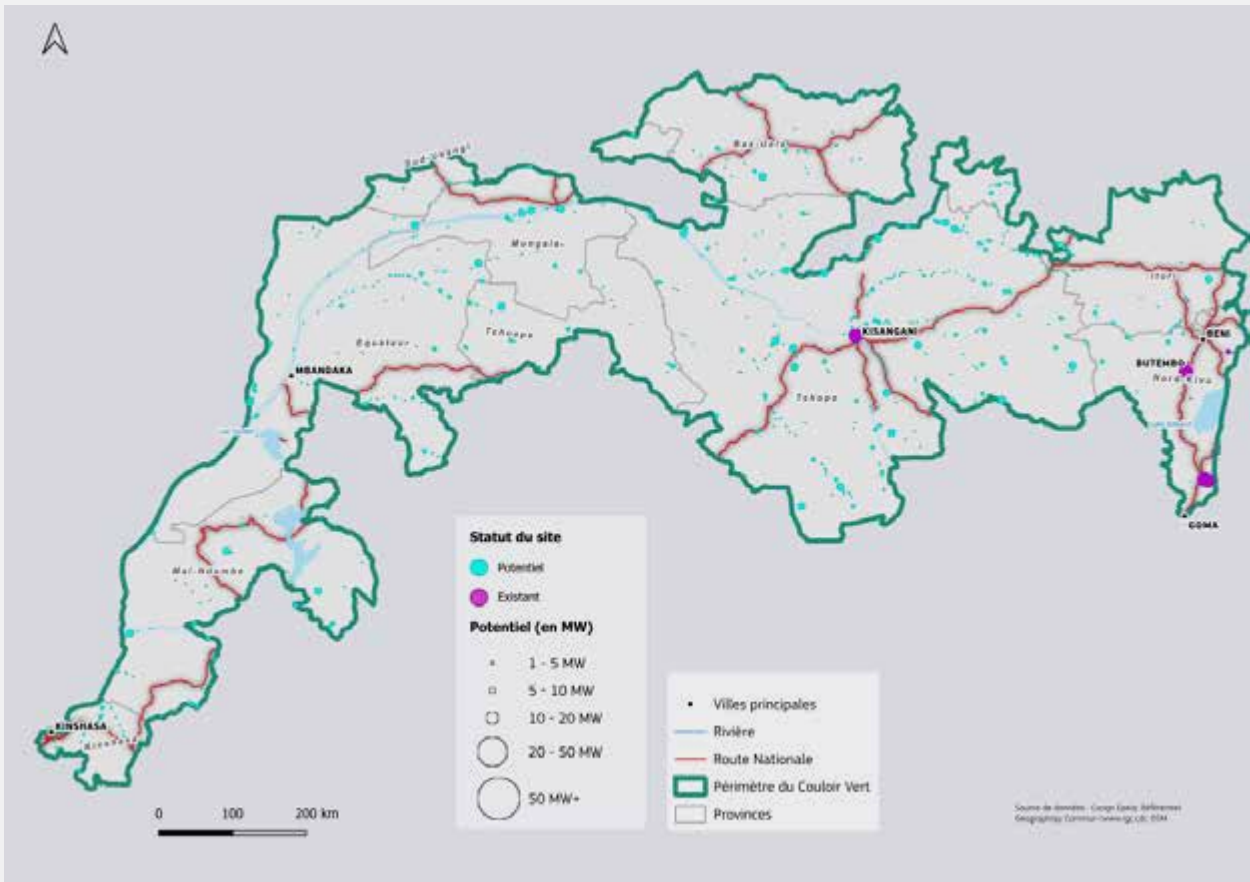 Sud-Ubangi
Bas-Uele
Mongala
Ituri
KISANGANI
BENI
Tshuapa
Equateur
BUTEMBO
Nord-Kivu
MBANDAKA
Tshopo
GOMA
Mai-Ndombe
KINSHASA
Kinshasa
Statut du site
Potentiel
Existant
Potentiel (en MW)
1 - 5 MW
5 - 10 MW
10 - 20 MW
20 - 50 MW
50 MW+
Villes principales
Rivière
Route Nationale
Périmètre du Couloir Vert
Provinces
0 100 200 km